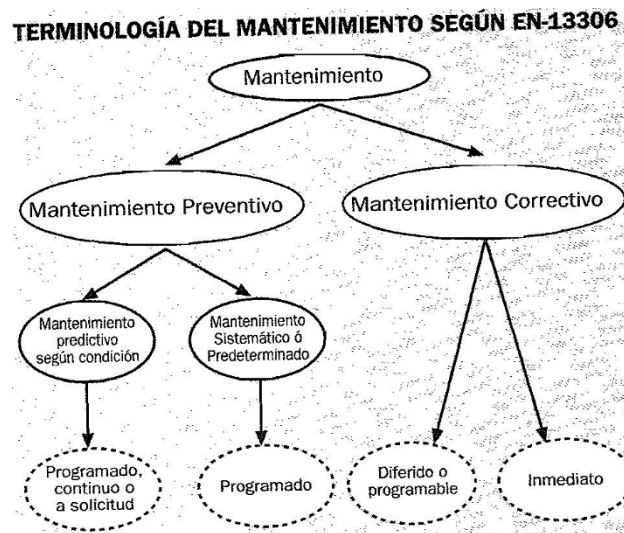 TERMINOLOGÍA DEL MANTENIMIENTO SEGÚN EN-13306
Mantenimiento
Mantenimiento Preventivo
Mantenimiento Correctivo
Mantenimiento
predictivo
según condición
Mantenimiento
Sistemático ó
Predeterminado
Programado,
continuo o
a solicitud
Programado
Diferido o
programable
Inmediato